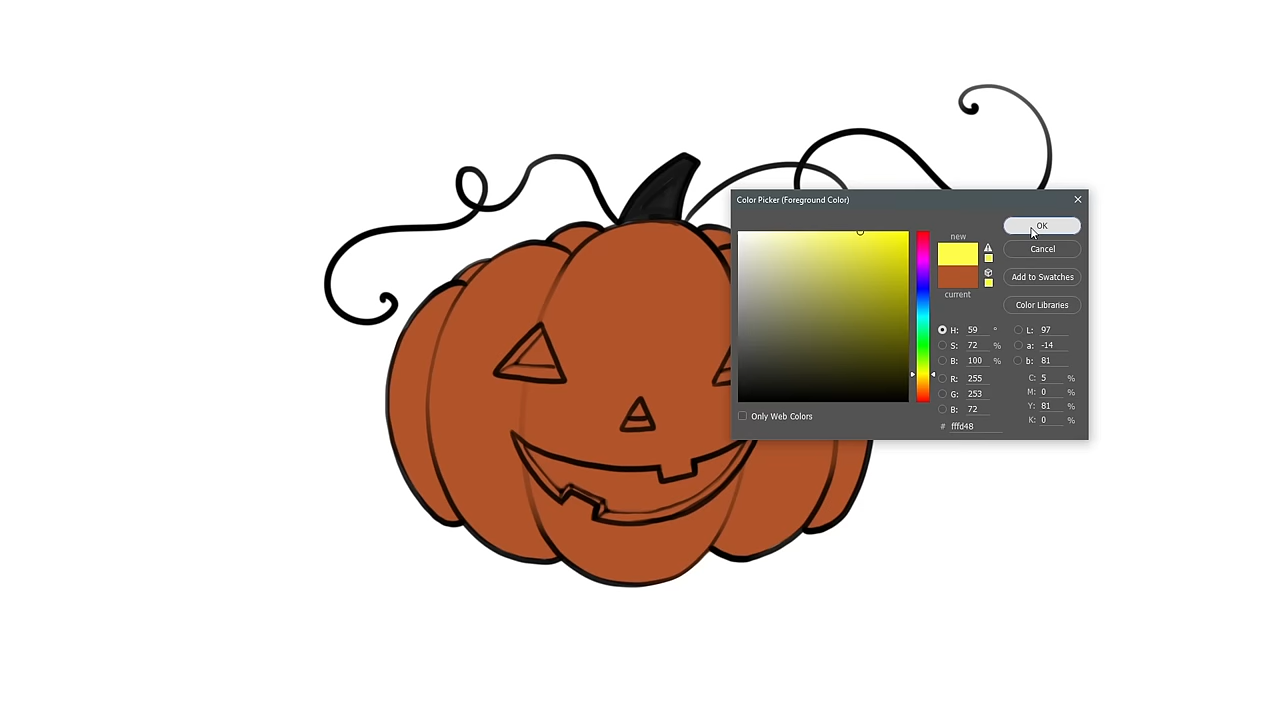 Color Picker (Foreground Color)
new
current
OK
Cancel
Add to Swatches
Color Libraries
H: 59 °
S: 72 %
B: 100 %
R: 255
G: 253
B: 72
# fffd48
L: 97
a: -14
b: 81
C: 5 %
M: 0 %
Y: 81 %
K: 0 %
Only Web Colors